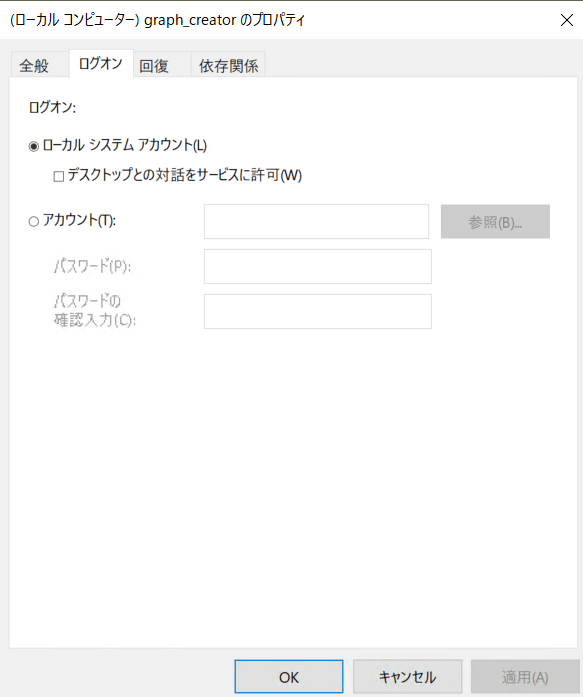 (ローカル コンピューター) graph_creator のプロパティ
全般 ログオン 回復 依存関係
ログオン:
ローカル システム アカウント(L)
デスクトップとの対話をサービスに許可(W)
アカウント(T):
参照(B)...
パスワード(P):
パスワードの
確認入力(C):
OK キャンセル 適用(A)